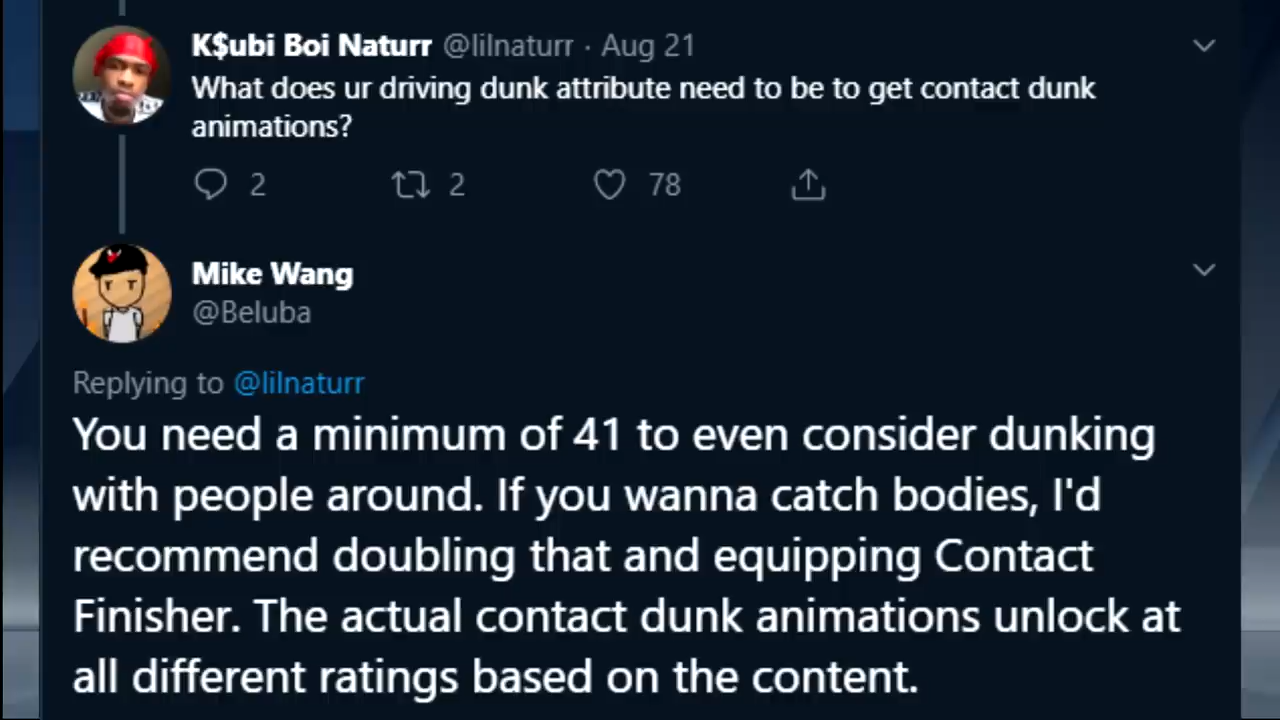 K$ubi Boi Naturr @lilnaturr · Aug 21
What does ur driving dunk attribute need to be to get contact dunk
animations?
2 2 78
Mike Wang
@Beluba
Replying to @lilnaturr
You need a minimum of 41 to even consider dunking
with people around. If you wanna catch bodies, I'd
recommend doubling that and equipping Contact
Finisher. The actual contact dunk animations unlock at
all different ratings based on the content.